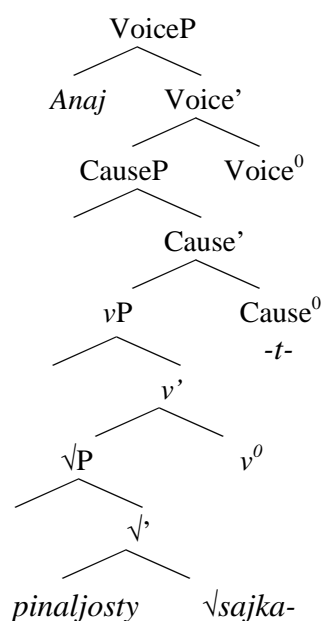 VoiceP
Anaj Voice’
CauseP Voice⁰
Cause’
vP Cause⁰
-t-
v’
√P v⁰
√’
pinaljosty √sajka-